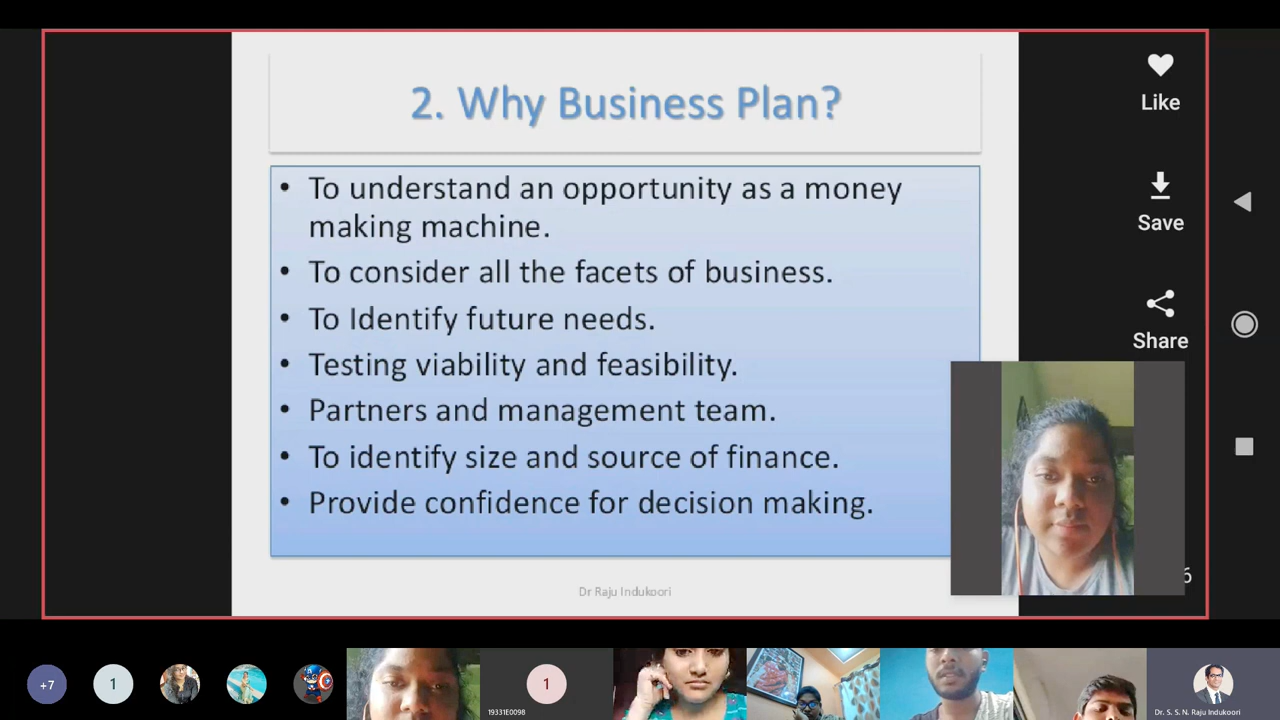 2. Why Business Plan?
• To understand an opportunity as a money
making machine.
• To consider all the facets of business.
• To Identify future needs.
• Testing viability and feasibility.
• Partners and management team.
• To identify size and source of finance.
• Provide confidence for decision making.
Dr Raju Indukoori
Like
Save
Share
6
+7
1
1
19331E0098
Dr. S. S. N. Raju Indukoori